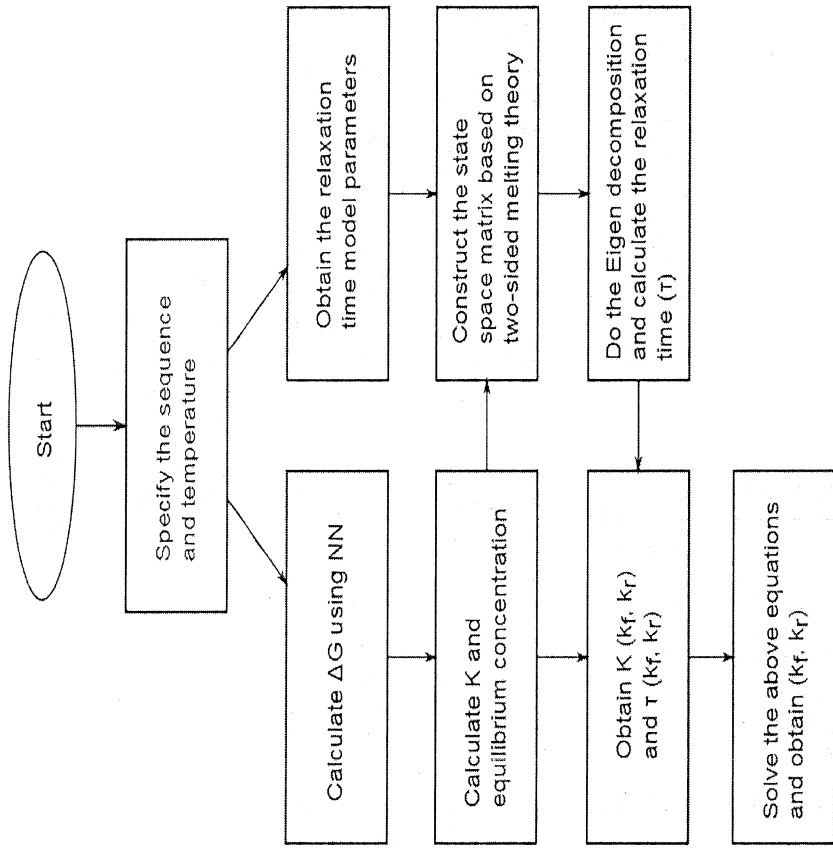 Start
Specify the sequence
and temperature
Calculate ΔG using NN
Obtain the relaxation
time model parameters
Calculate K and
equilibrium concentration
Construct the state
space matrix based on
two-sided melting theory
Obtain K (kf, kr)
and τ (kf, kr)
Do the Eigen decomposition
and calculate the relaxation
time (τ)
Solve the above equations
and obtain (kf, kr)